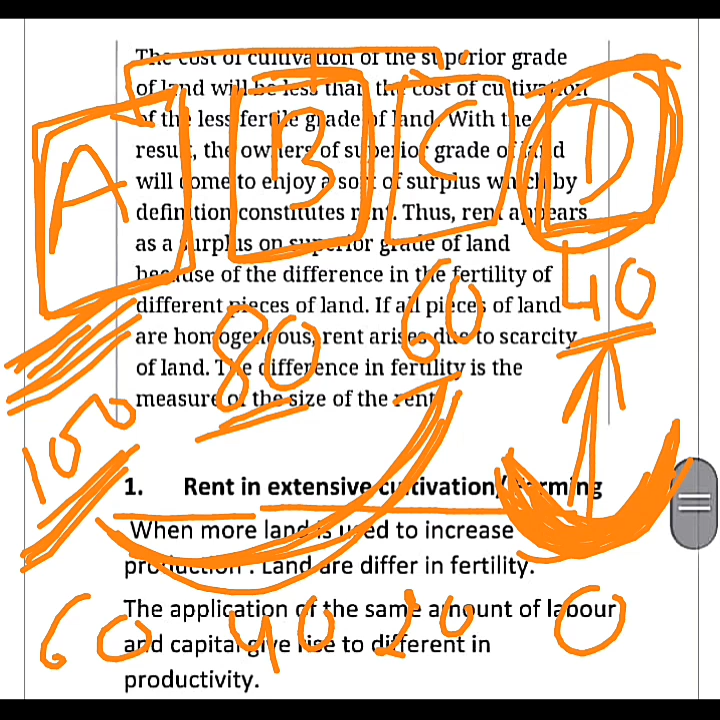 The cost of cultivation of the superior grade
of land will be less than the cost of cultivation
of the less fertile grade of land. With the
result, the owners of superior grade of land
will come to enjoy a sort of surplus which by
definition constitutes rent. Thus, rent appears
as a surplus on superior grade of land
because of the difference in the fertility of
different pieces of land. If all pieces of land
are homogeneous, rent arises due to scarcity
of land. The difference in fertility is the
measure of the size of the rent
A B C D
100 80 60 40
1. Rent in extensive cultivation/farming
When more land is used to increase
production . Land are differ in fertility.
The application of the same amount of labour
and capital give rise to different in
productivity.
60 40 20 0